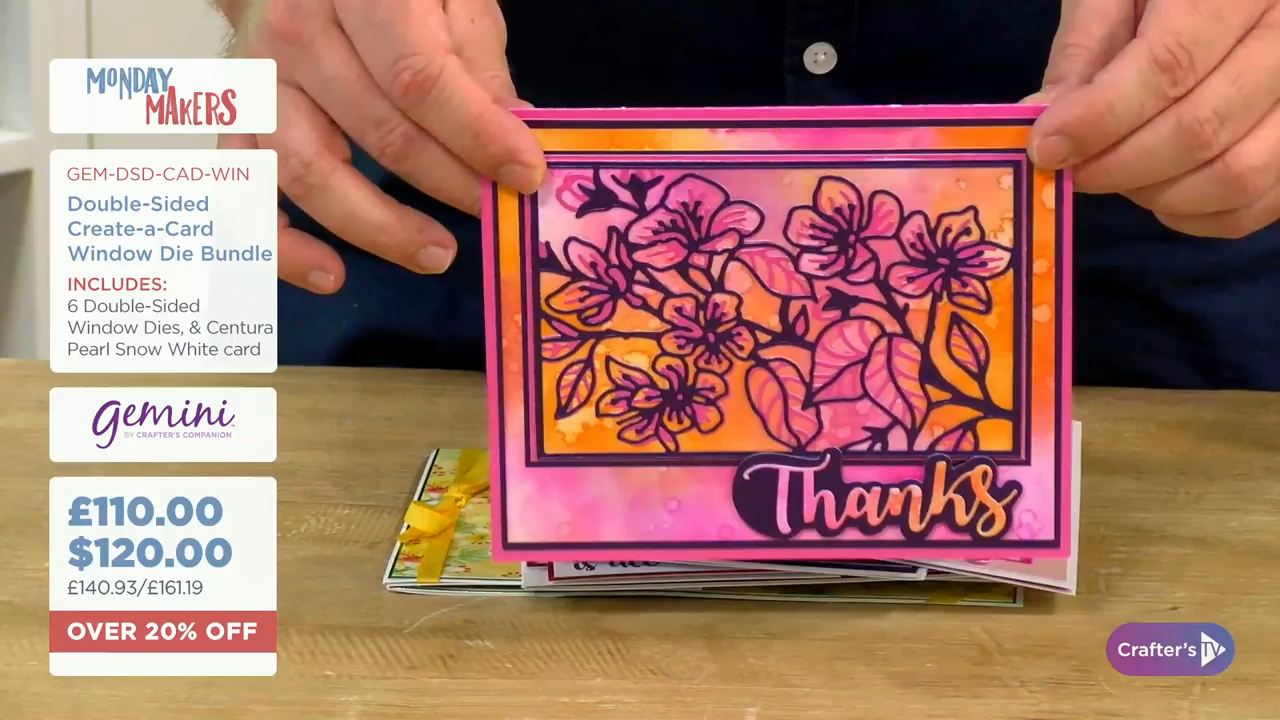 MONDAY
MAKERS
GEM-DSD-CAD-WIN
Double-Sided
Create-a-Card
Window Die Bundle
INCLUDES:
6 Double-Sided
Window Dies, & Centura
Pearl Snow White card
gemini
BY CRAFTER'S COMPANION
£110.00
$120.00
£140.93/£161.19
OVER 20% OFF
Thanks
is
Crafter's TV